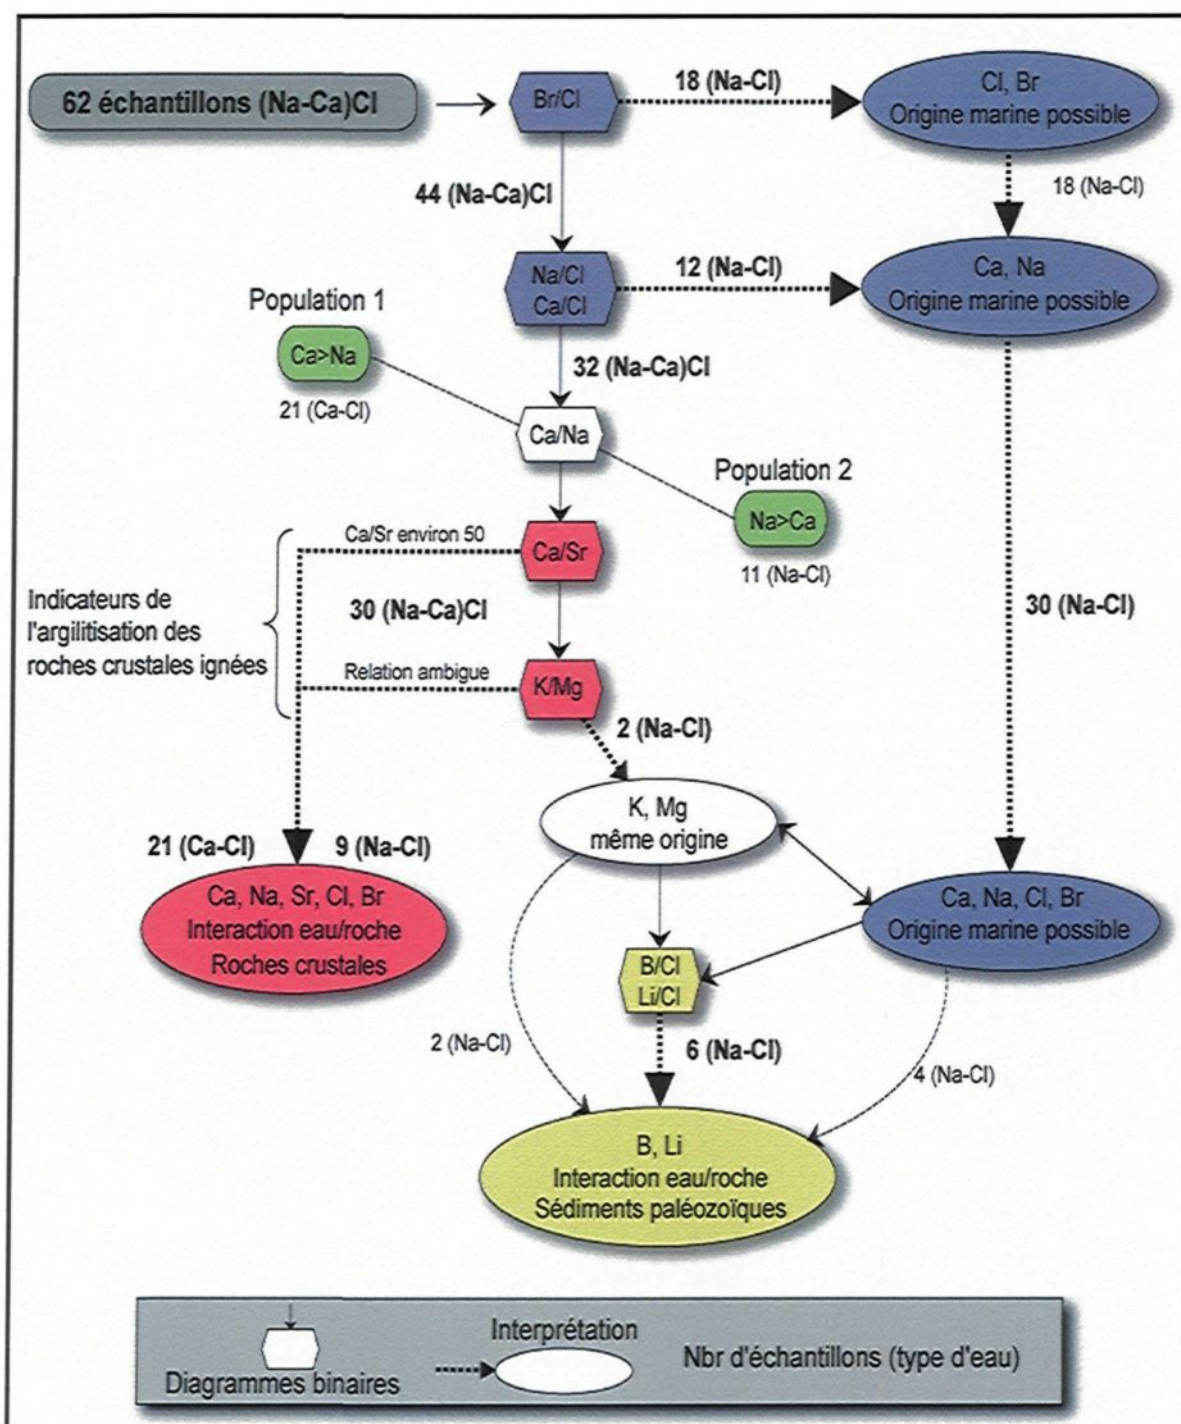 62 échantillons (Na-Ca)Cl
Br/Cl
18 (Na-Cl)
Cl, Br
Origine marine possible
44 (Na-Ca)Cl
18 (Na-Cl)
Na/Cl
Ca/Cl
12 (Na-Cl)
Ca, Na
Origine marine possible
Population 1
Ca>Na
21 (Ca-Cl)
32 (Na-Ca)Cl
Ca/Na
Population 2
Na>Ca
11 (Na-Cl)
Ca/Sr environ 50
Ca/Sr
Indicateurs de
l'argilitisation des
roches crustales ignées
30 (Na-Ca)Cl
30 (Na-Cl)
Relation ambigue
K/Mg
2 (Na-Cl)
K, Mg
même origine
21 (Ca-Cl)
9 (Na-Cl)
Ca, Na, Sr, Cl, Br
Interaction eau/roche
Roches crustales
Ca, Na, Cl, Br
Origine marine possible
B/Cl
Li/Cl
2 (Na-Cl)
6 (Na-Cl)
4 (Na-Cl)
B, Li
Interaction eau/roche
Sédiments paléozoïques
Interprétation
Diagrammes binaires
Nbr d'échantillons (type d'eau)